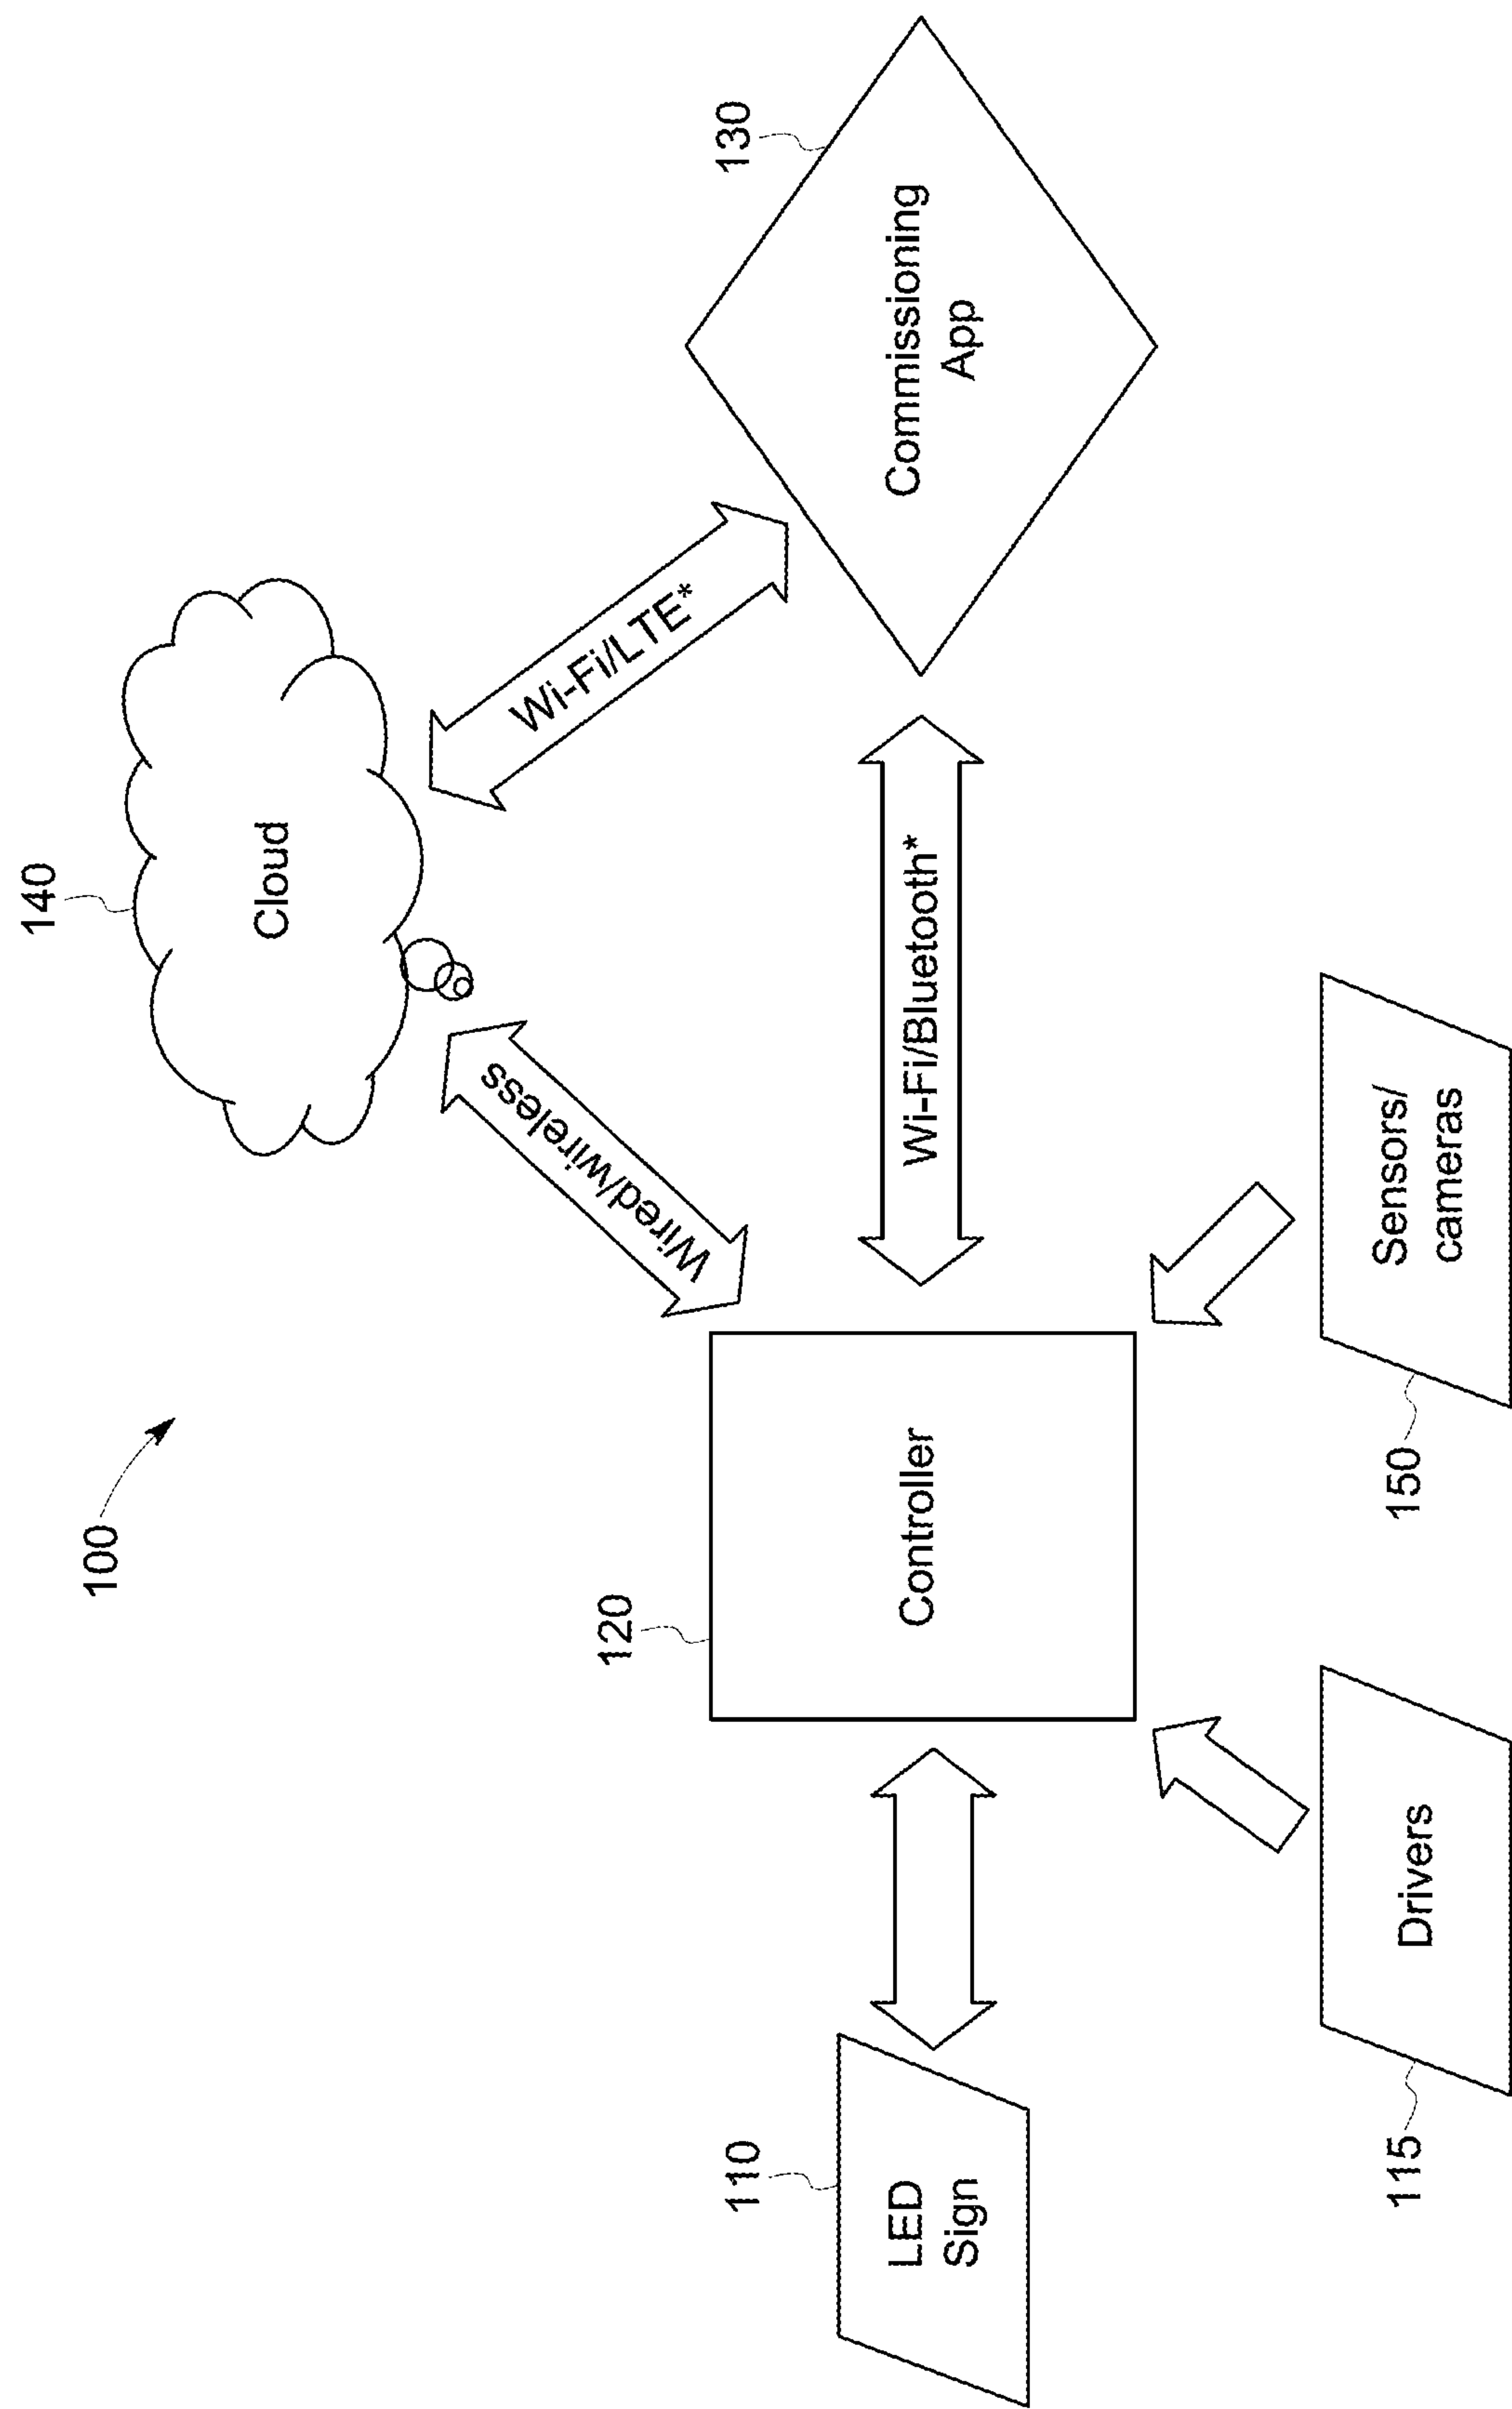 100
140
Cloud
Wired/wireless
Wi-Fi/LTE*
130
Commissioning
App
120
Controller
Wi-Fi/Bluetooth*
110
LED
Sign
115
Drivers
150
Sensors/
cameras